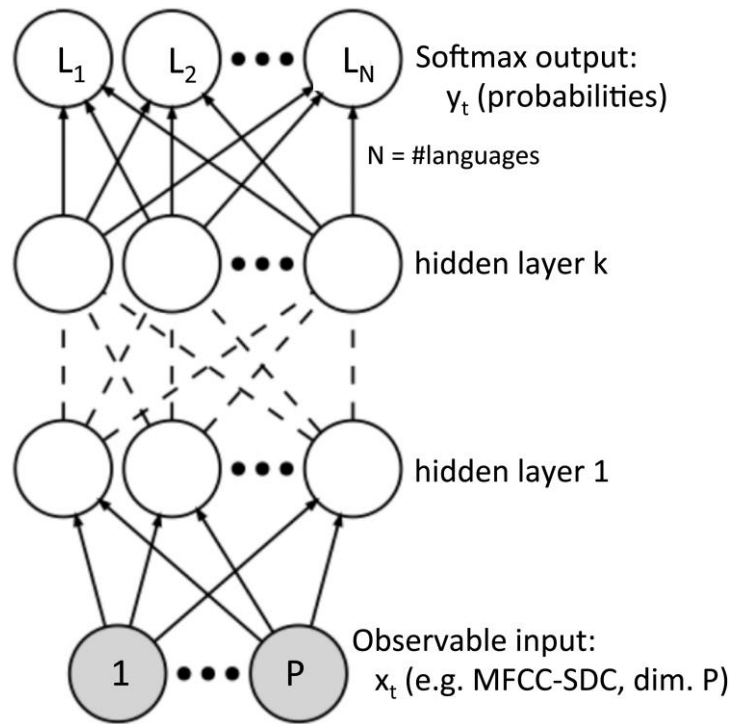 L1 L2 LN
Softmax output:
yt (probabilities)
N = #languages
hidden layer k
hidden layer 1
1 P
Observable input:
xt (e.g. MFCC-SDC, dim. P)